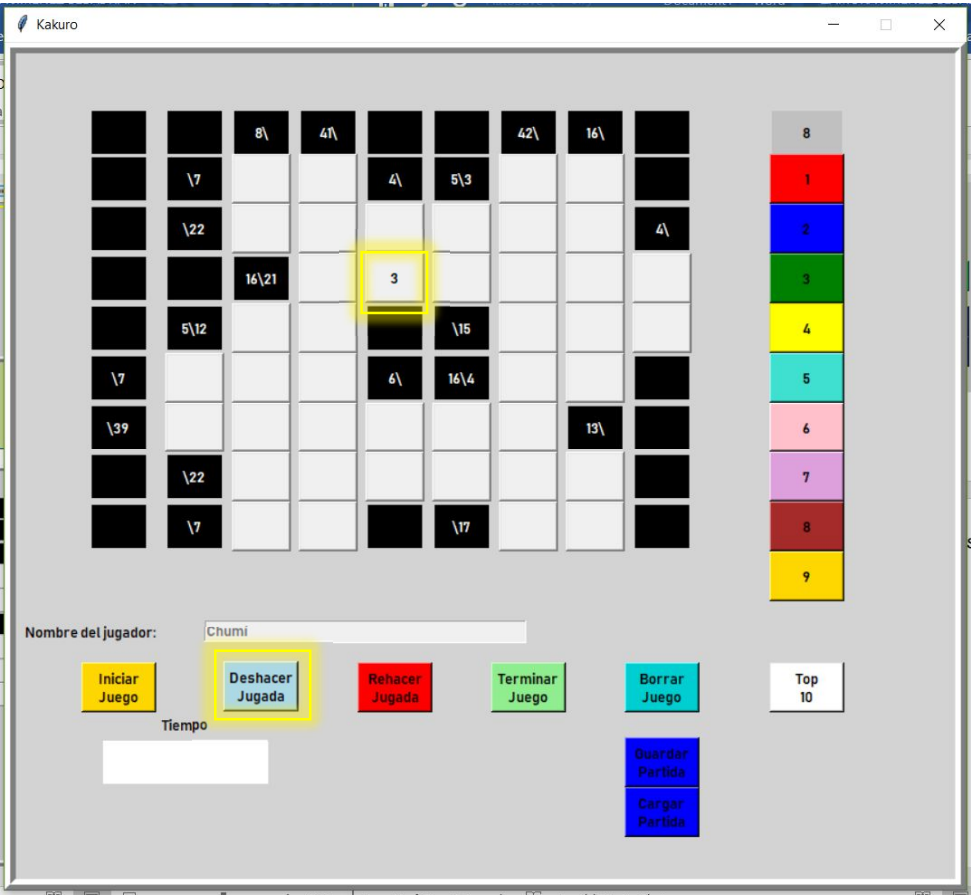 Kakuro
8\ 41\ 42\ 16\ 8
\7 4\ 5\3 1
\22 4\ 2
16\21 3 3
5\12 \15 4
\7 6\ 16\4 5
\39 13\ 6
\22 7
\7 \17 8
9
Nombre del jugador: Chumi
Iniciar Juego
Deshacer Jugada
Rehacer Jugada
Terminar Juego
Borrar Juego
Top 10
Tiempo
Guardar Partida
Cargar Partida